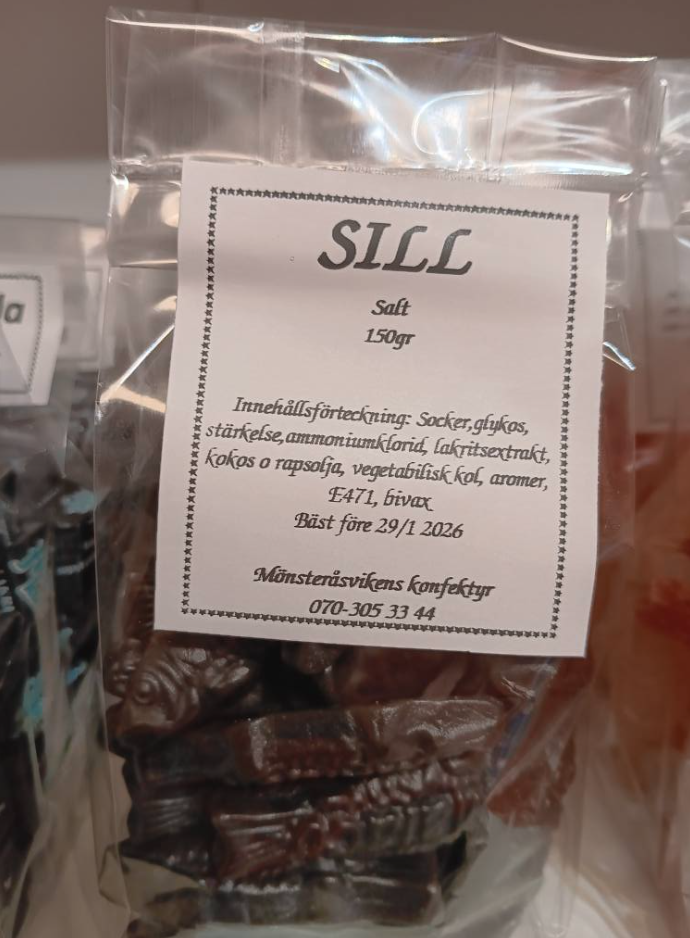 SILL
Salt
150gr
Innehållsförteckning: Socker,glykos,
stärkelse,ammoniumklorid, lakritsextrakt,
kokos o rapsolja, vegetabilisk kol, aromer,
E471, bivax
Bäst före 29/1 2026
Mönsteråsvikens konfektyr
070-305 33 44